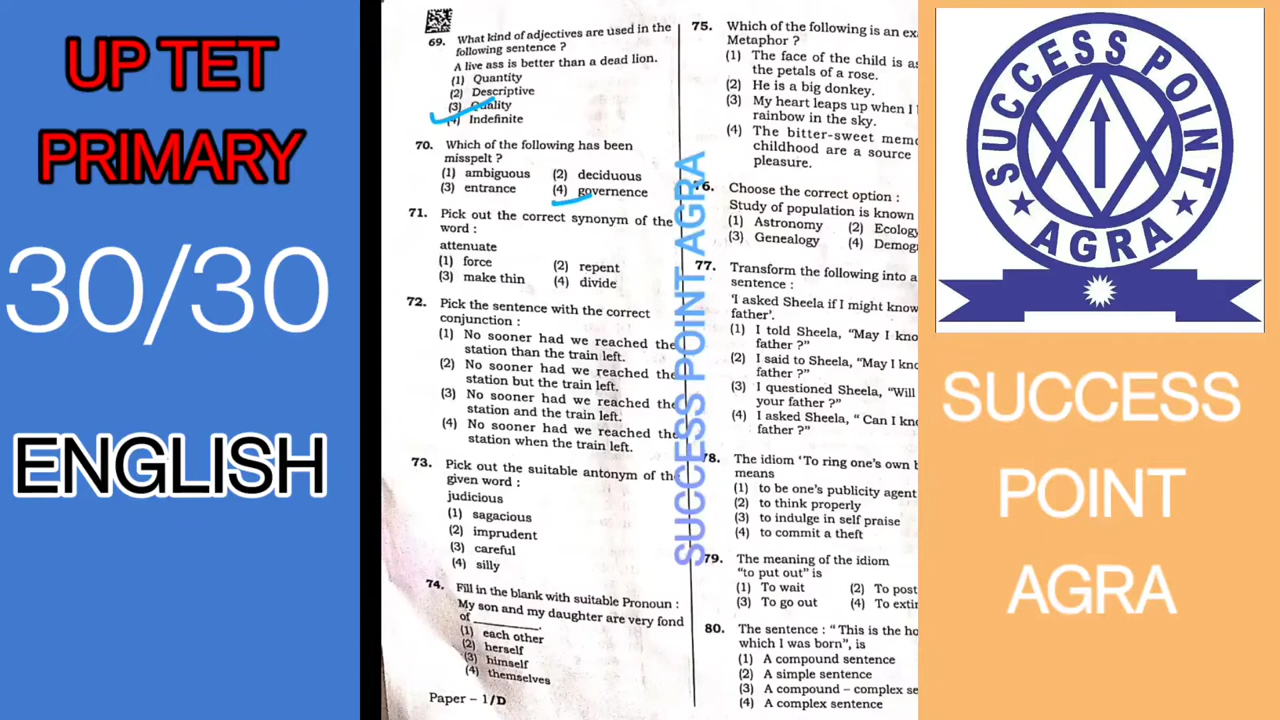 UP TET
PRIMARY
30/30
ENGLISH
69. What kind of adjectives are used in the
following sentence ?
A live ass is better than a dead lion.
(1) Quantity
(2) Descriptive
(3) Quality
(4) Indefinite
70. Which of the following has been
misspelt ?
(1) ambiguous (2) deciduous
(3) entrance (4) governence
71. Pick out the correct synonym of the
word :
attenuate
(1) force (2) repent
(3) make thin (4) divide
72. Pick the sentence with the correct
conjunction :
(1) No sooner had we reached the
station than the train left.
(2) No sooner had we reached the
station but the train left.
(3) No sooner had we reached the
station and the train left.
(4) No sooner had we reached the
station when the train left.
73. Pick out the suitable antonym of the
given word :
judicious
(1) sagacious
(2) imprudent
(3) careful
(4) silly
74. Fill in the blank with suitable Pronoun :
My son and my daughter are very fond
of ________.
(1) each other
(2) herself
(3) himself
(4) themselves
Paper – 1/D
SUCCESS POINT AGRA
75. Which of the following is an
Metaphor ?
(1) The face of the child is
the petals of a rose.
(2) He is a big donkey.
(3) My heart leaps up when I
rainbow in the sky.
(4) The bitter-sweet
childhood are a source
pleasure.
76. Choose the correct option :
Study of population is known
(1) Astronomy (2) Ecology
(3) Genealogy (4) Demog
77. Transform the following into a
sentence :
'I asked Sheela if I might know
father'.
(1) I told Sheela, "May I
father ?"
(2) I said to Sheela, "May I
father ?"
(3) I questioned Sheela, "Will
your father ?"
(4) I asked Sheela, " Can I
father ?"
78. The idiom 'To ring one's own
means
(1) to be one's publicity agent
(2) to think properly
(3) to indulge in self praise
(4) to commit a theft
79. The meaning of the idiom
"to put out" is
(1) To wait (2) To post
(3) To go out (4) To
80. The sentence : " This is the
which I was born", is
(1) A compound sentence
(2) A simple sentence
(3) A compound – complex
(4) A complex sentence
SUCCESS POINT
AGRA
SUCCESS
POINT
AGRA